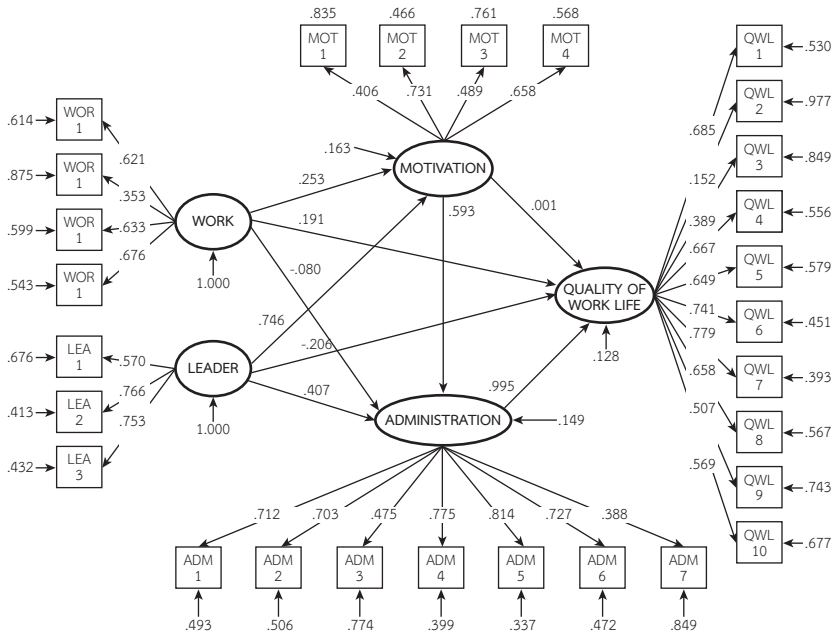 .835
.466
.761
.568
MOT
1
MOT
2
MOT
3
MOT
4
.406
.731
.489
.658
QWL
1
.530
QWL
2
.977
QWL
3
.849
QWL
4
.556
QWL
5
.579
QWL
6
.451
QWL
7
.393
QWL
8
.567
QWL
9
.743
QWL
10
.677
.685
.152
.389
.667
.649
.741
.779
.658
.507
.569
.614
WOR
1
.875
WOR
1
.599
WOR
1
.543
WOR
1
.621
.353
.633
.676
WORK
1.000
.163
MOTIVATION
.253
.191
-.080
.593
.001
QUALITY OF
WORK LIFE
.128
.746
-.206
.407
.995
.676
LEA
1
.413
LEA
2
.432
LEA
3
.570
.766
.753
LEADER
1.000
ADMINISTRATION
.149
.712
.703
.475
.775
.814
.727
.388
ADM
1
ADM
2
ADM
3
ADM
4
ADM
5
ADM
6
ADM
7
.493
.506
.774
.399
.337
.472
.849